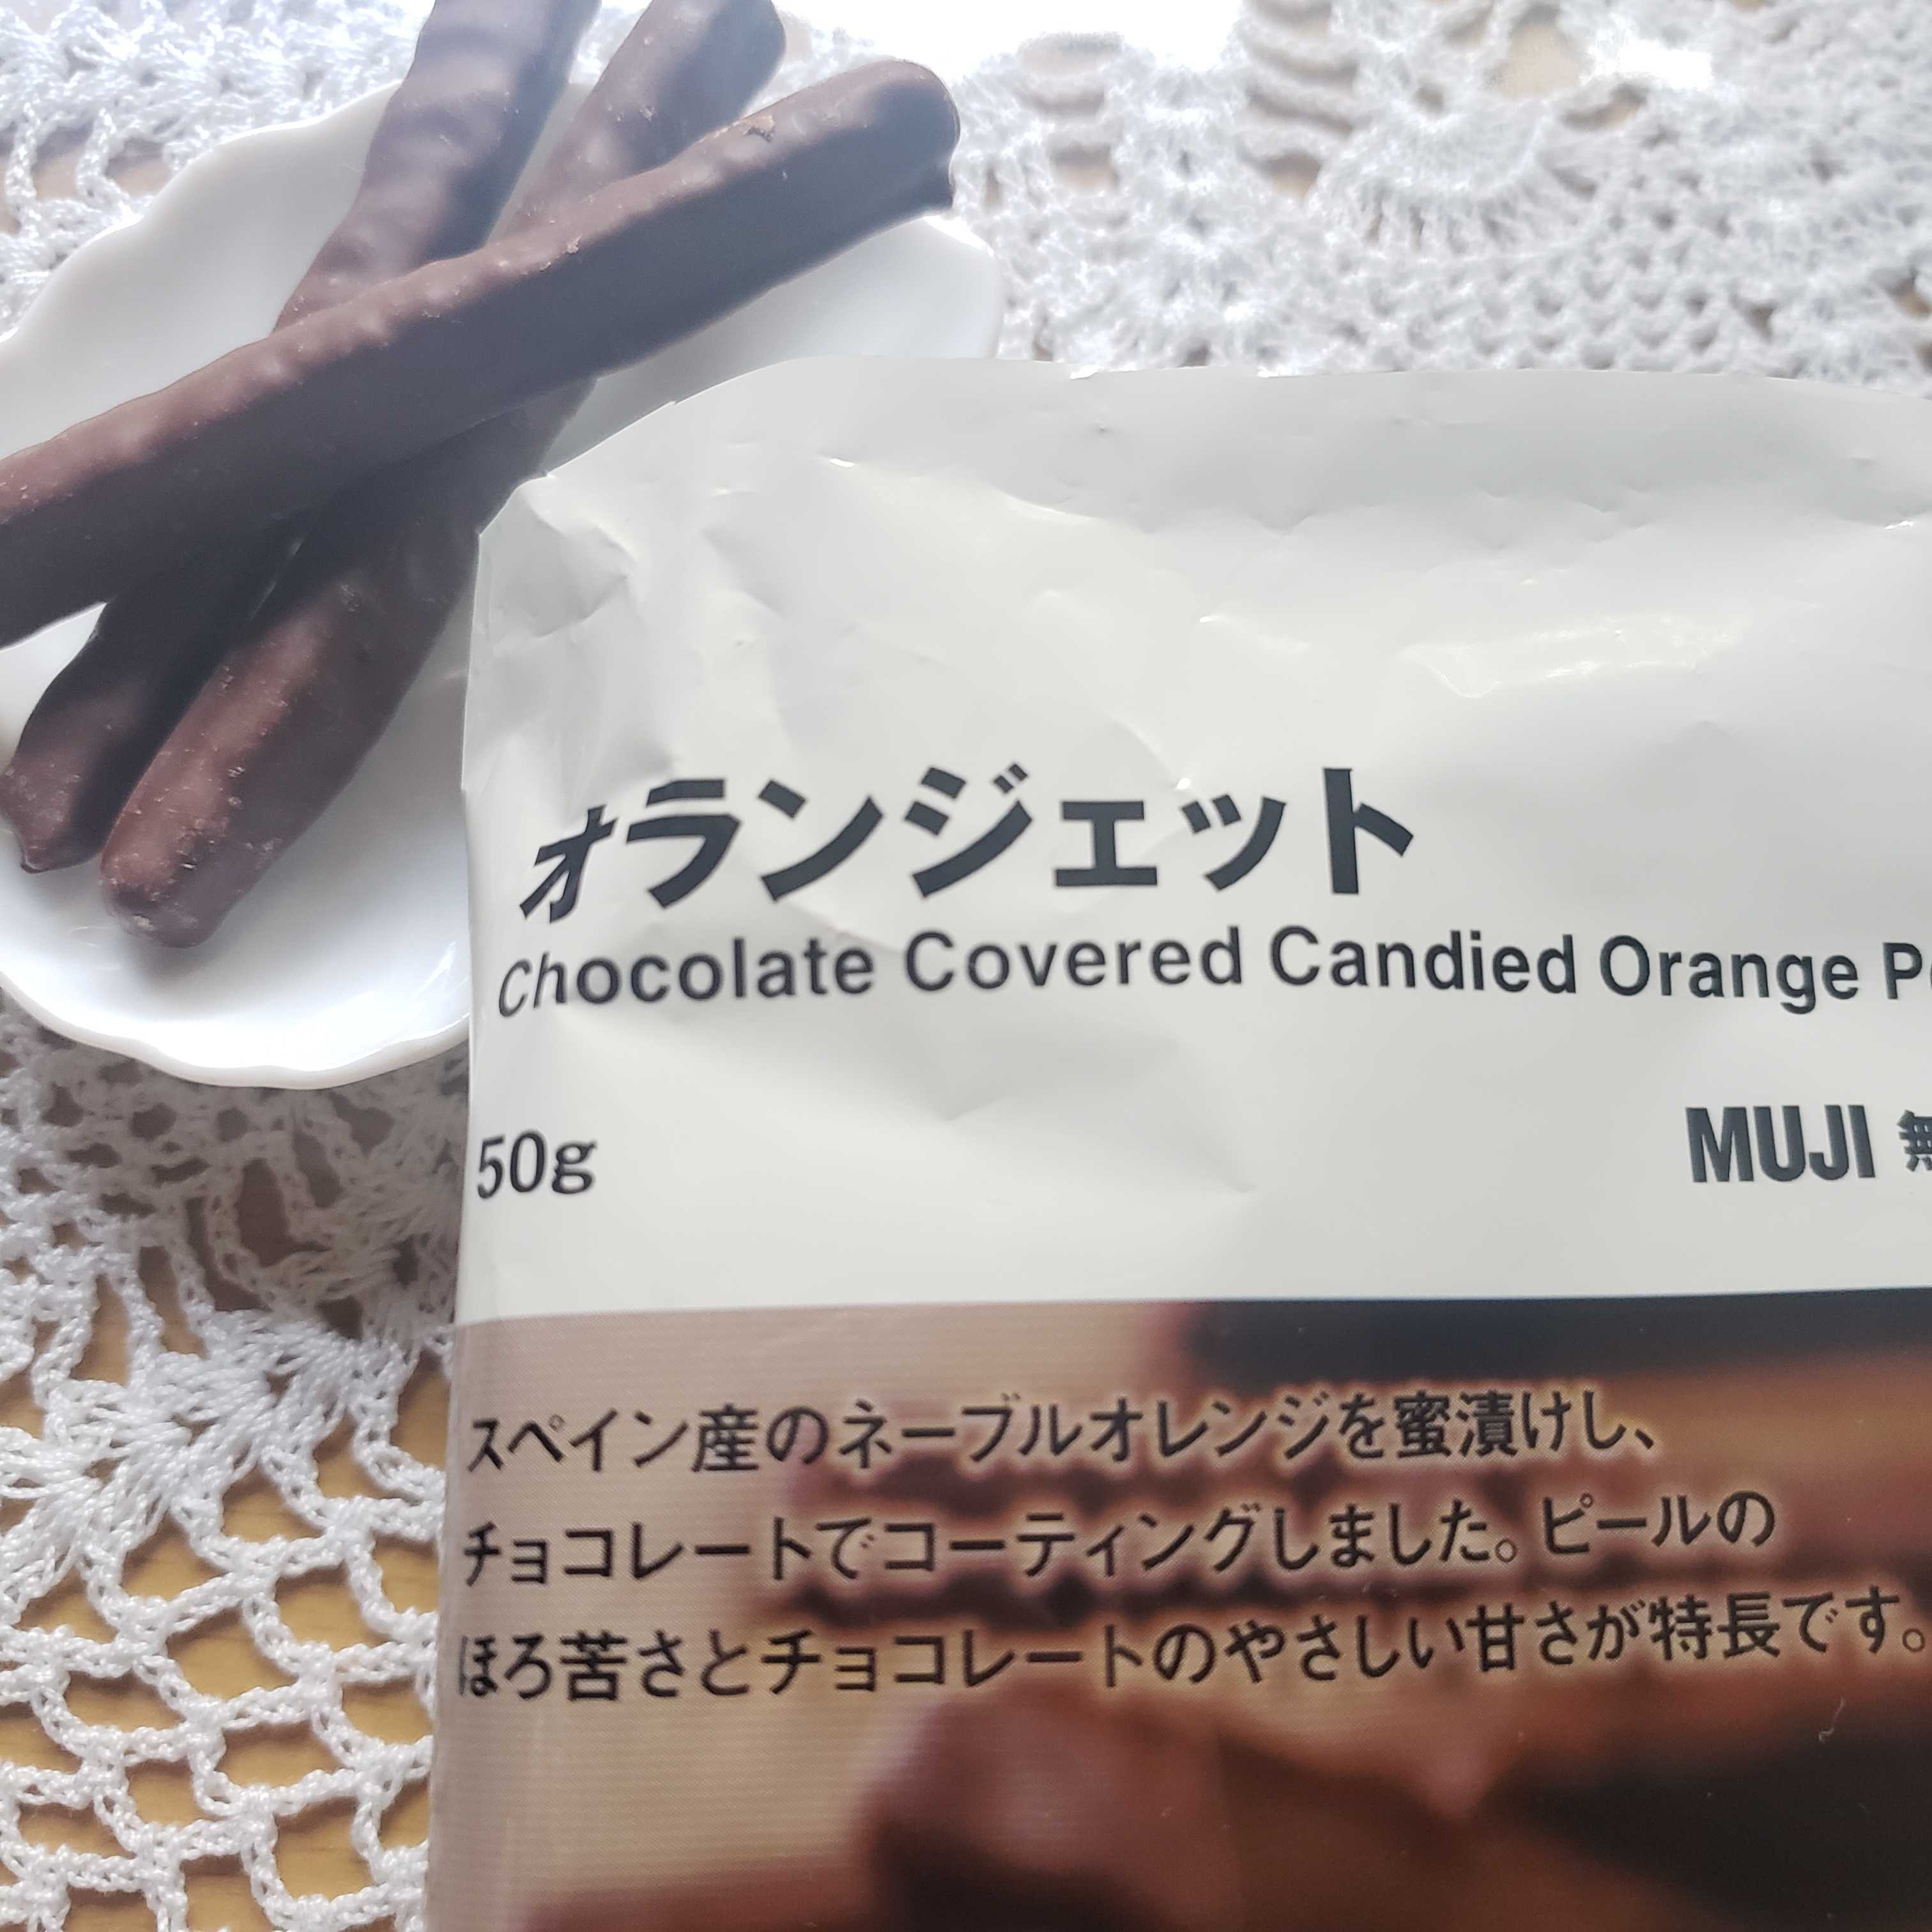 オランジェット
Chocolate Covered Candied Orange
50g
MUJI 無
スペイン産のネーブルオレンジを蜜漬けし、
チョコレートでコーティングしました。ピールの
ほろ苦さとチョコレートのやさしい甘さが特長です。